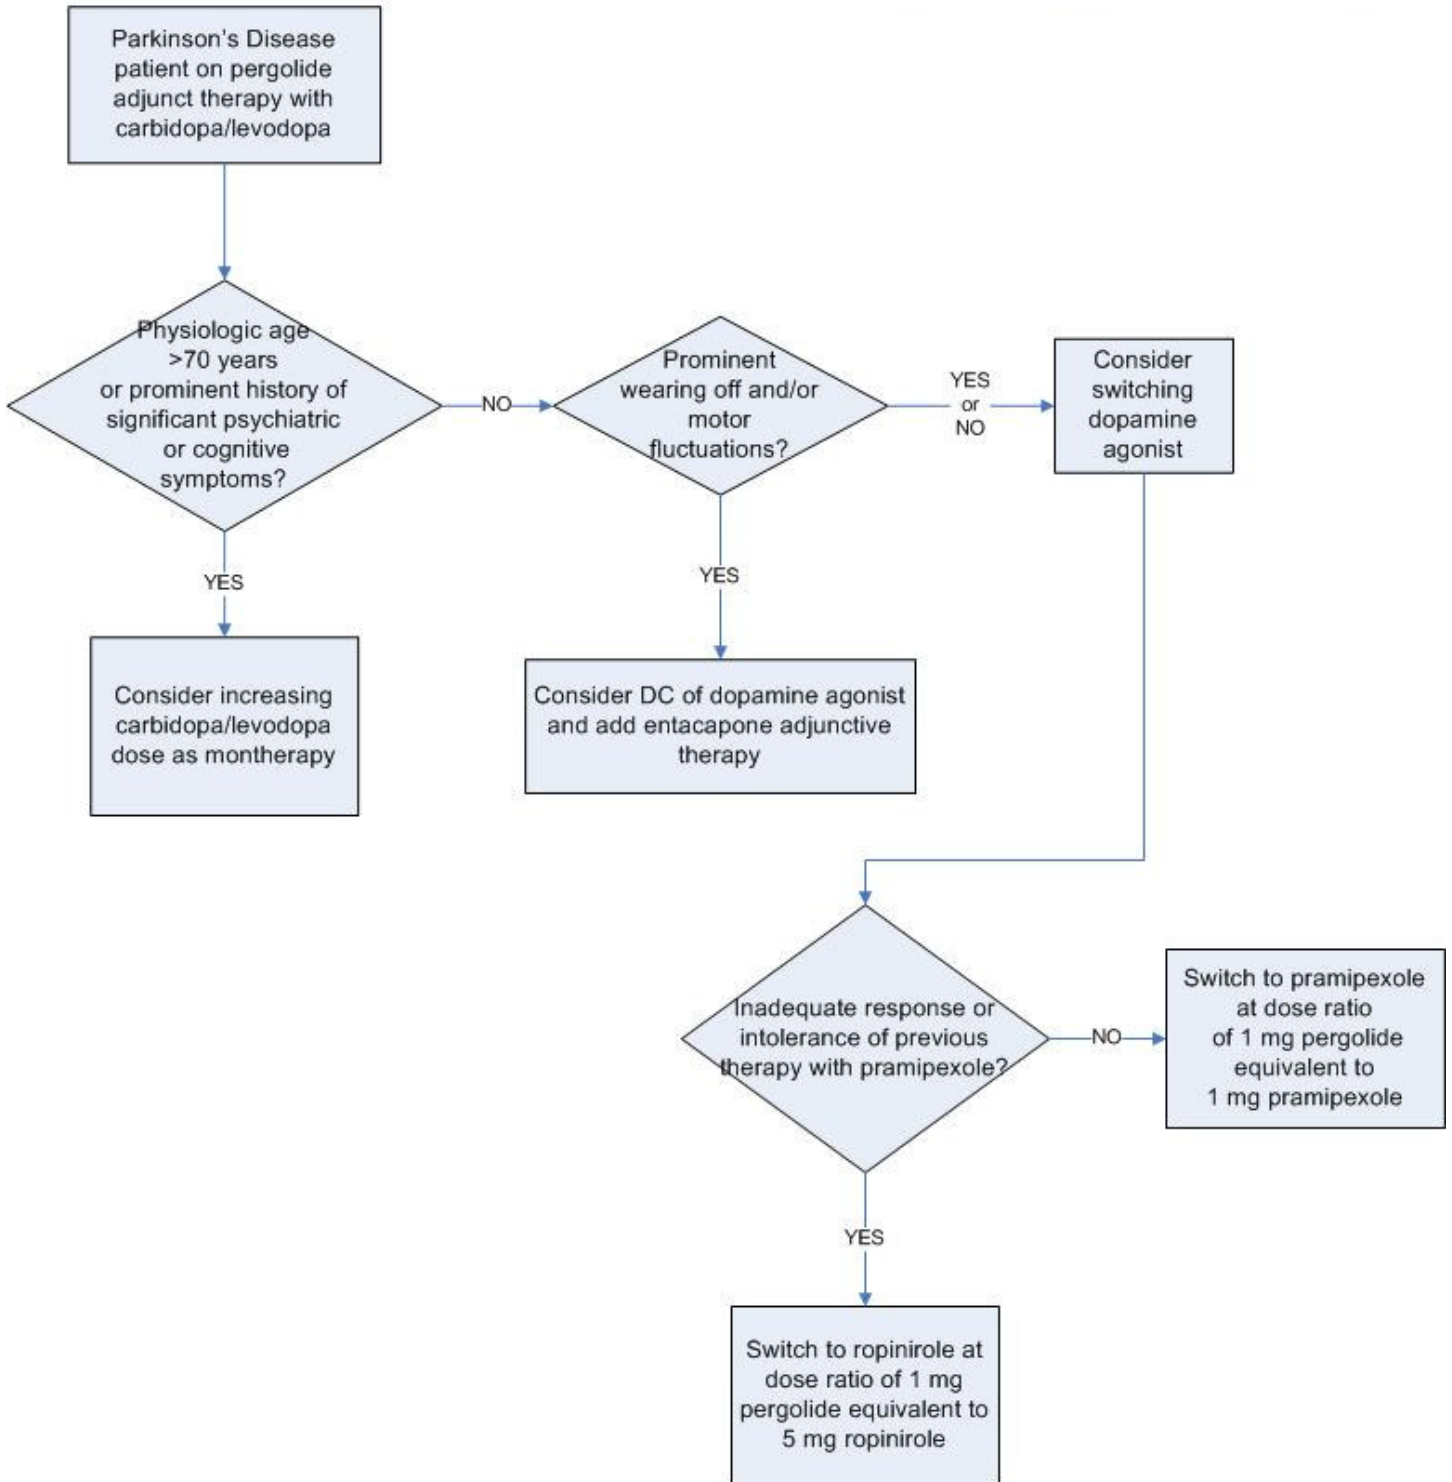 Parkinson's Disease
patient on pergolide
adjunct therapy with
carbidopa/levodopa
Physiologic age
>70 years
or prominent history of
significant psychiatric
or cognitive
symptoms?
NO
Prominent
wearing off and/or
motor
fluctuations?
YES
or
NO
Consider
switching
dopamine
agonist
YES
Consider increasing
carbidopa/levodopa
dose as montherapy
YES
Consider DC of dopamine agonist
and add entacapone adjunctive
therapy
Inadequate response or
intolerance of previous
therapy with pramipexole?
NO
Switch to pramipexole
at dose ratio
of 1 mg pergolide
equivalent to
1 mg pramipexole
YES
Switch to ropinirole at
dose ratio of 1 mg
pergolide equivalent to
5 mg ropinirole